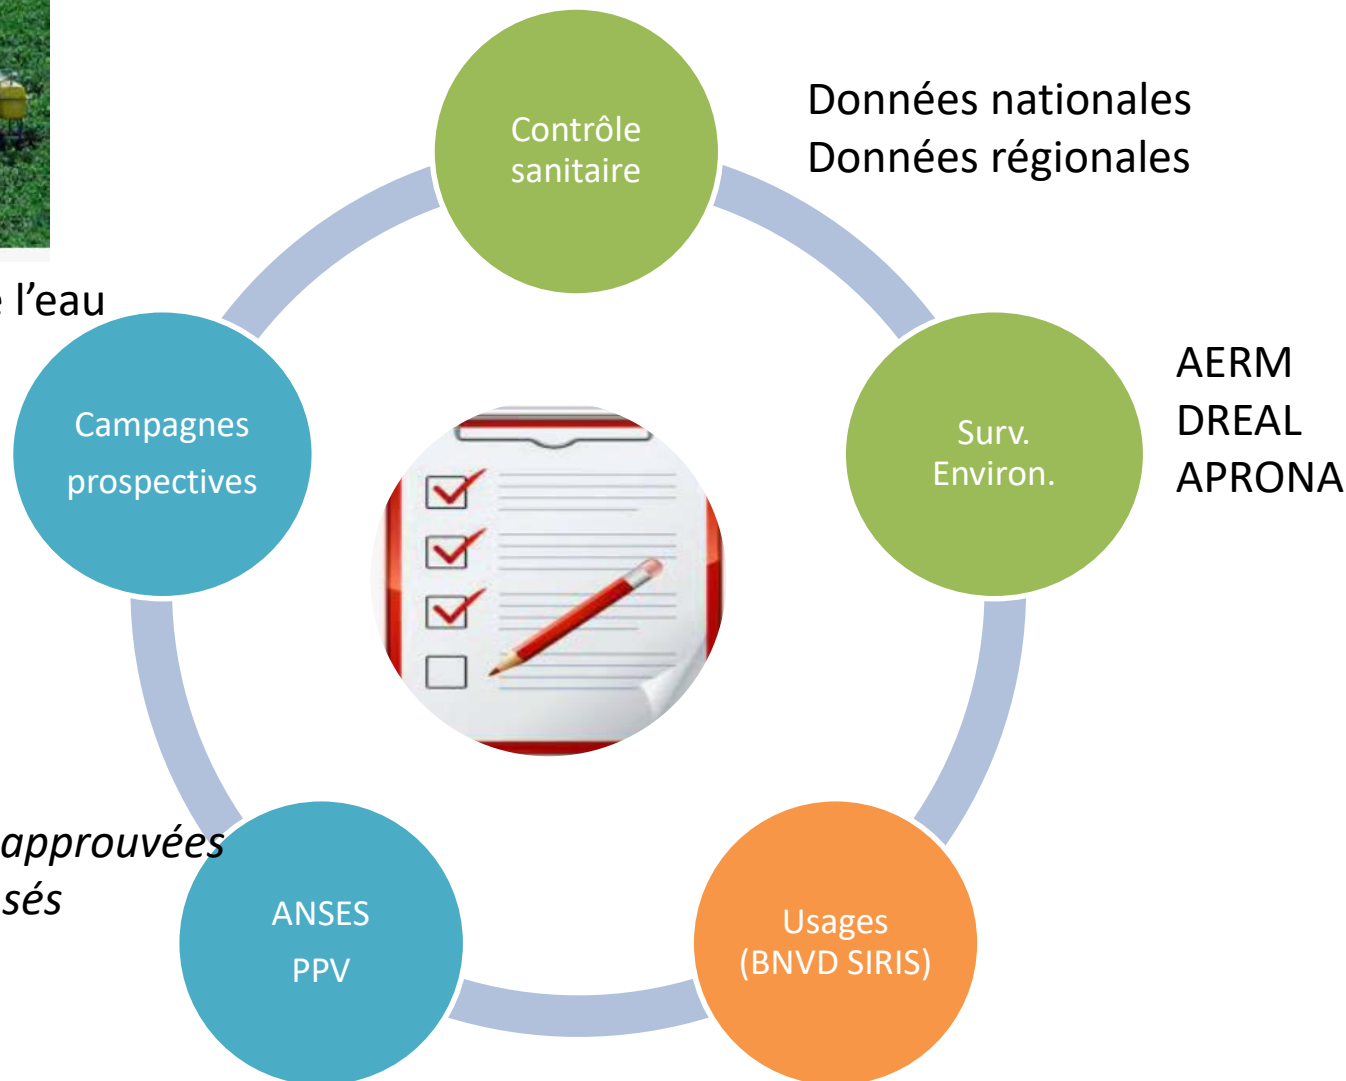 Contrôle
sanitaire
Données nationales
Données régionales
l’eau
Campagnes
prospectives
Surv.
Environ.
AERM
DREAL
APRONA
approuvées
sés
ANSES
PPV
Usages
(BNVD SIRIS)